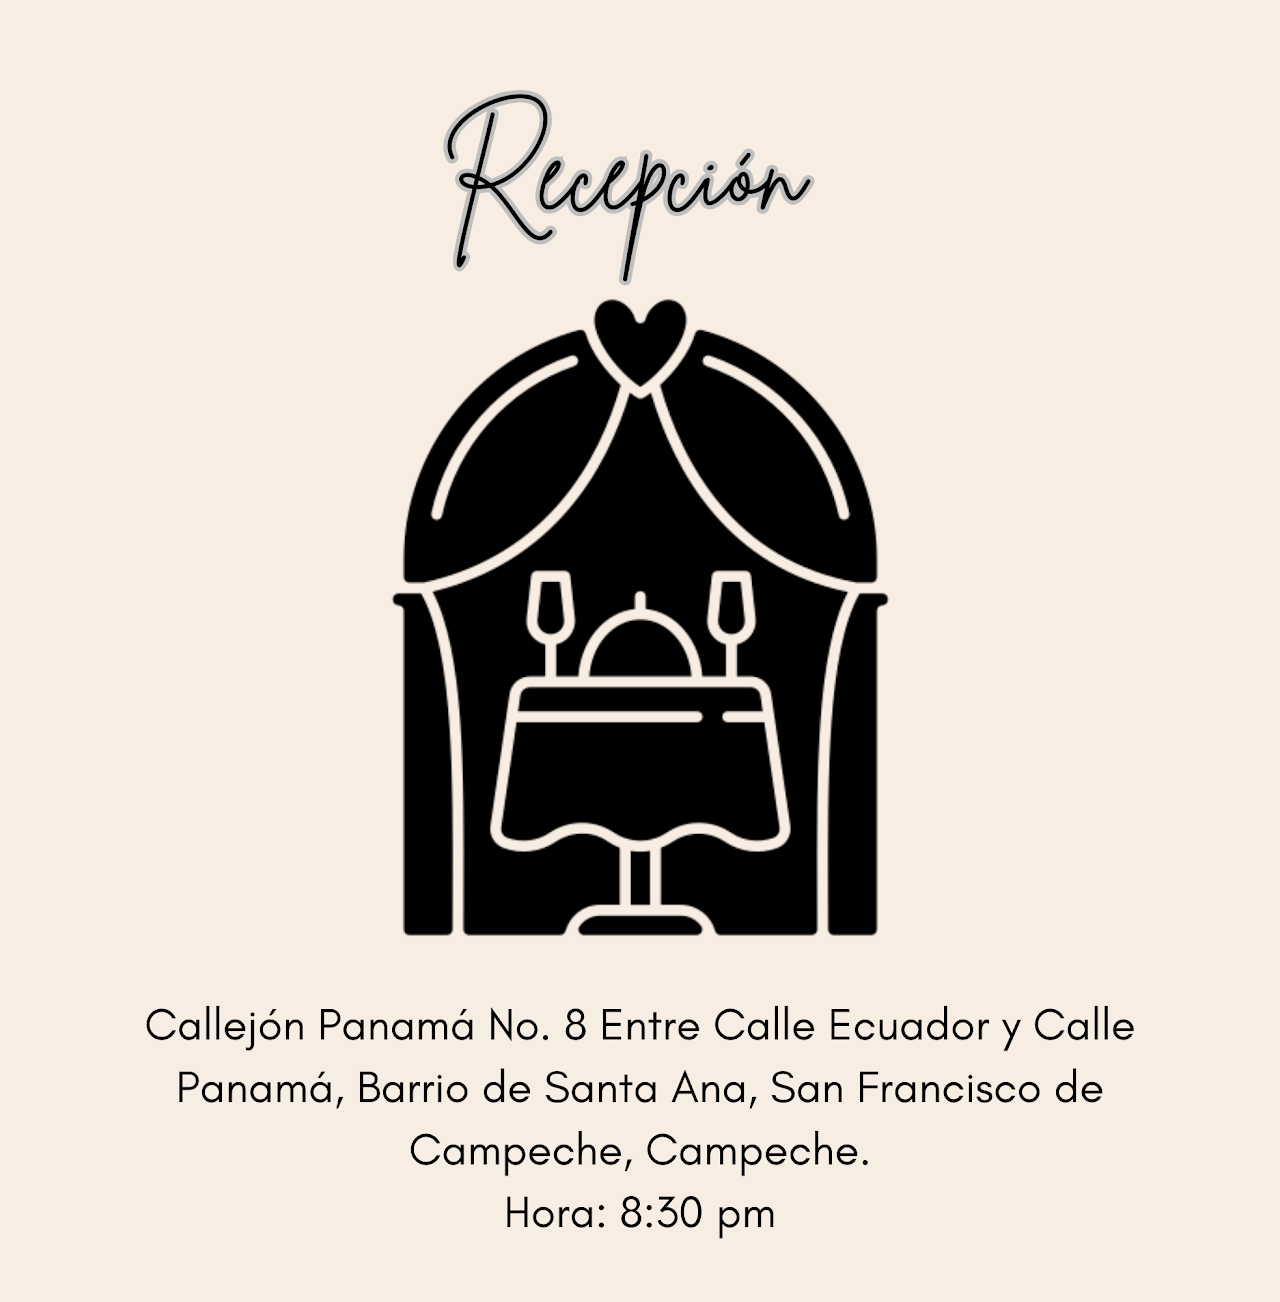 Recepción
Callejón Panamá No. 8 Entre Calle Ecuador y Calle
Panamá, Barrio de Santa Ana, San Francisco de
Campeche, Campeche.
Hora: 8:30 pm